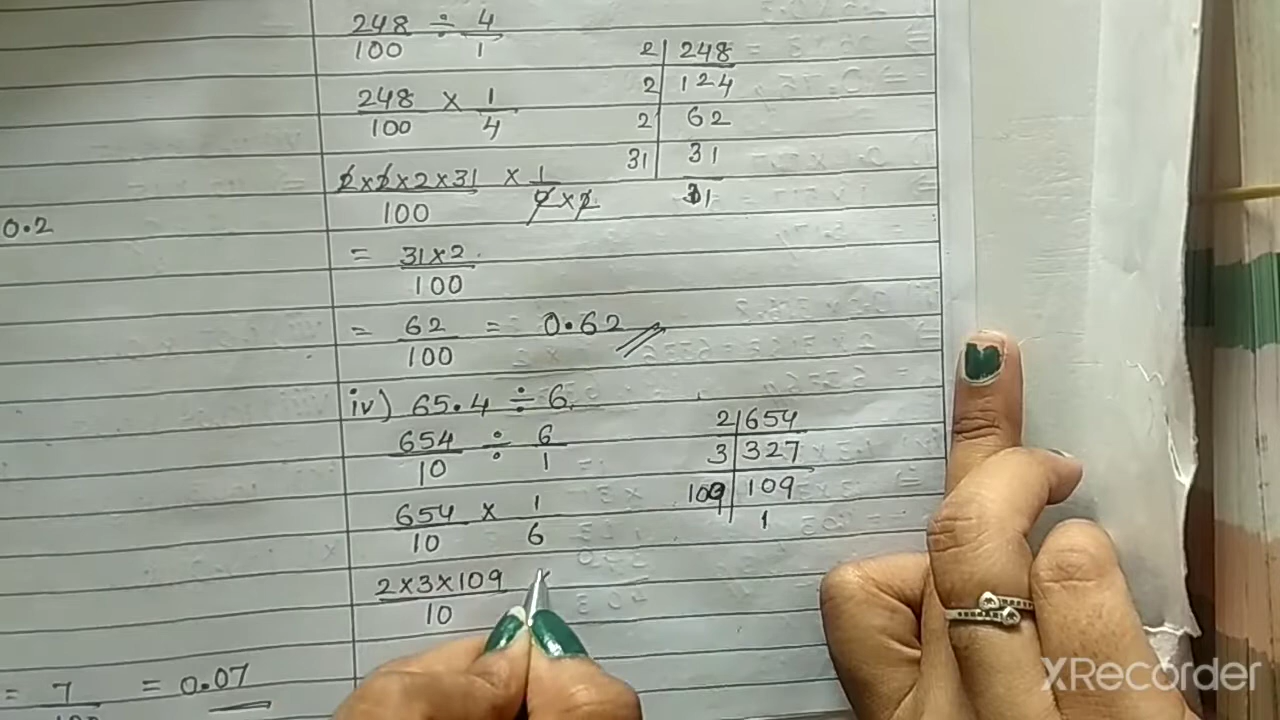 248/100 ÷ 4/1
248/100 × 1/4
2×2×2×31/100 × 1/2×2
= 31×2/100
= 62/100 = 0.62
2 | 248
2 | 124
2 | 62
31 | 31
0.2
iv) 65.4 ÷ 6
654/10 ÷ 6/1
654/10 × 1/6
2×3×109/10 ×
2 | 654
3 | 327
109 | 109
1
= 7/100 = 0.07
XRecorder